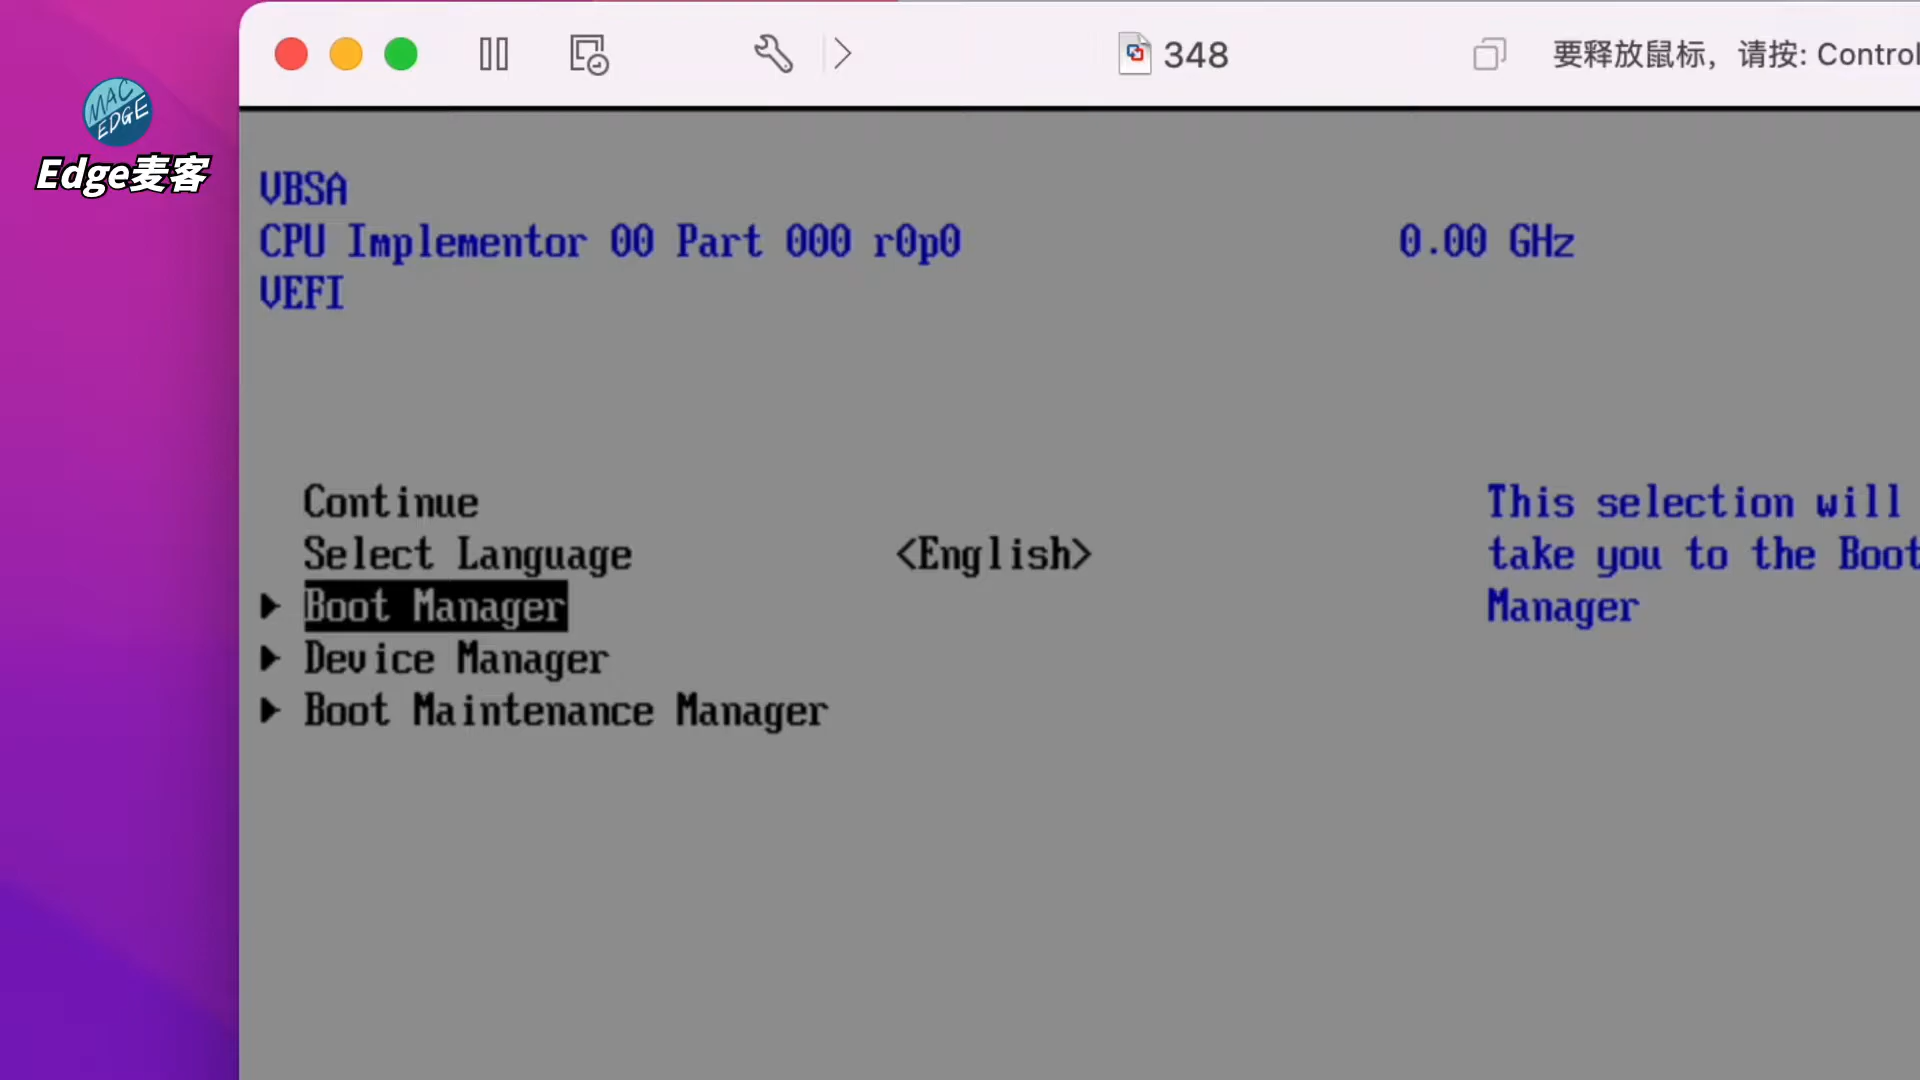 348
要释放鼠标，请按: Control
MAC
EDGE
Edge麦客
VBSA
CPU Implementor 00 Part 000 r0p0 0.00 GHz
VEFI
Continue
Select Language <English>
Boot Manager
Device Manager
Boot Maintenance Manager
This selection will
take you to the Boot
Manager